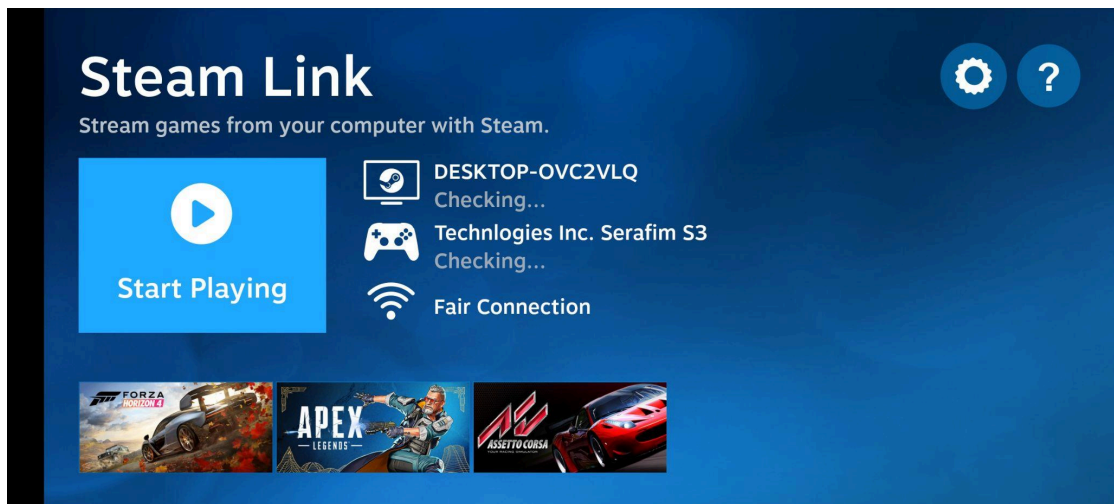 Steam Link
Stream games from your computer with Steam.
?
Start Playing
DESKTOP-OVC2VLQ
Checking...
Technlogies Inc. Serafim S3
Checking...
Fair Connection
FORZA
HORIZON 4
APEX
LEGENDS
ASSETTO CORSA